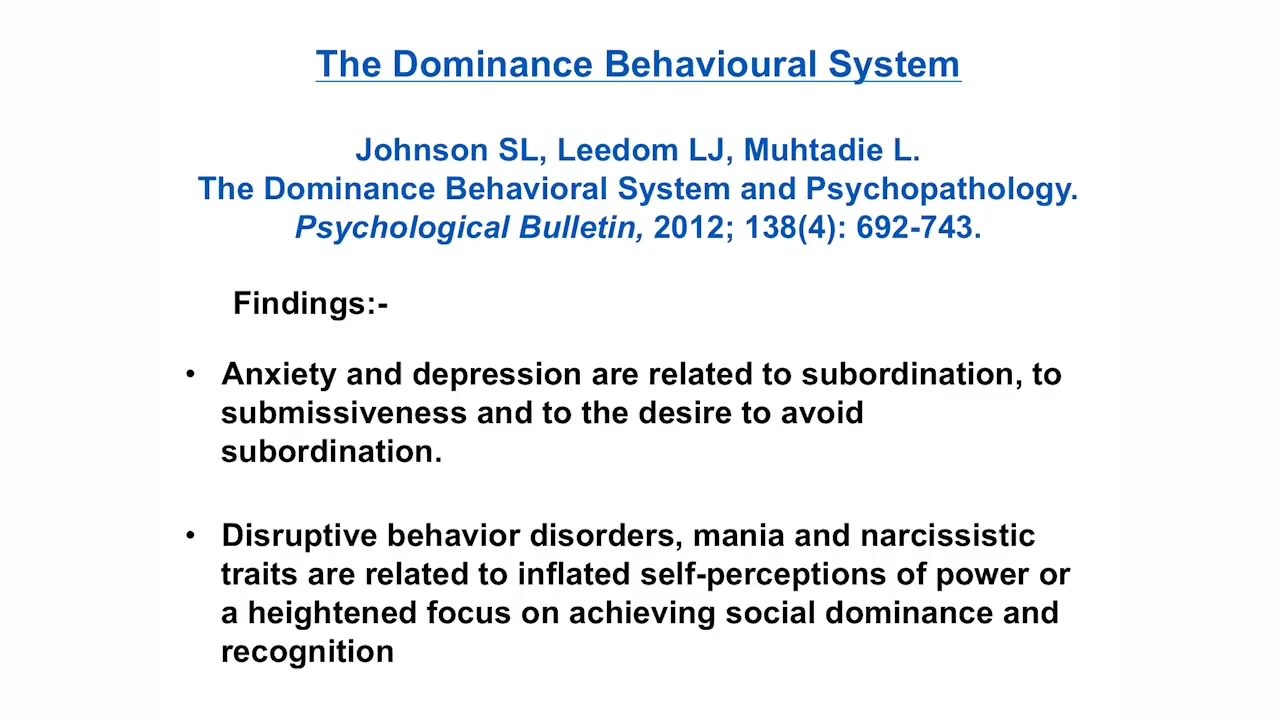 The Dominance Behavioural System
Johnson SL, Leedom LJ, Muhtadie L.
The Dominance Behavioral System and Psychopathology.
Psychological Bulletin, 2012; 138(4): 692-743.
Findings:-
• Anxiety and depression are related to subordination, to
submissiveness and to the desire to avoid
subordination.
• Disruptive behavior disorders, mania and narcissistic
traits are related to inflated self-perceptions of power or
a heightened focus on achieving social dominance and
recognition